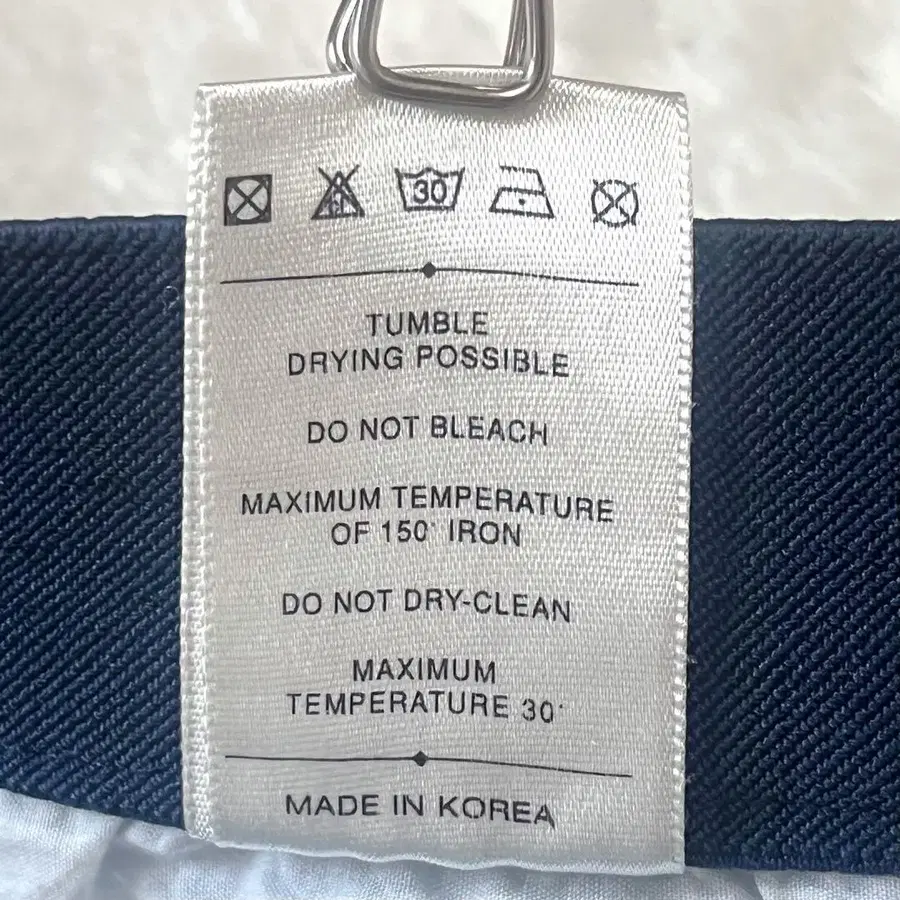 30
TUMBLE
DRYING POSSIBLE
DO NOT BLEACH
MAXIMUM TEMPERATURE
OF 150° IRON
DO NOT DRY-CLEAN
MAXIMUM
TEMPERATURE 30°
MADE IN KOREA